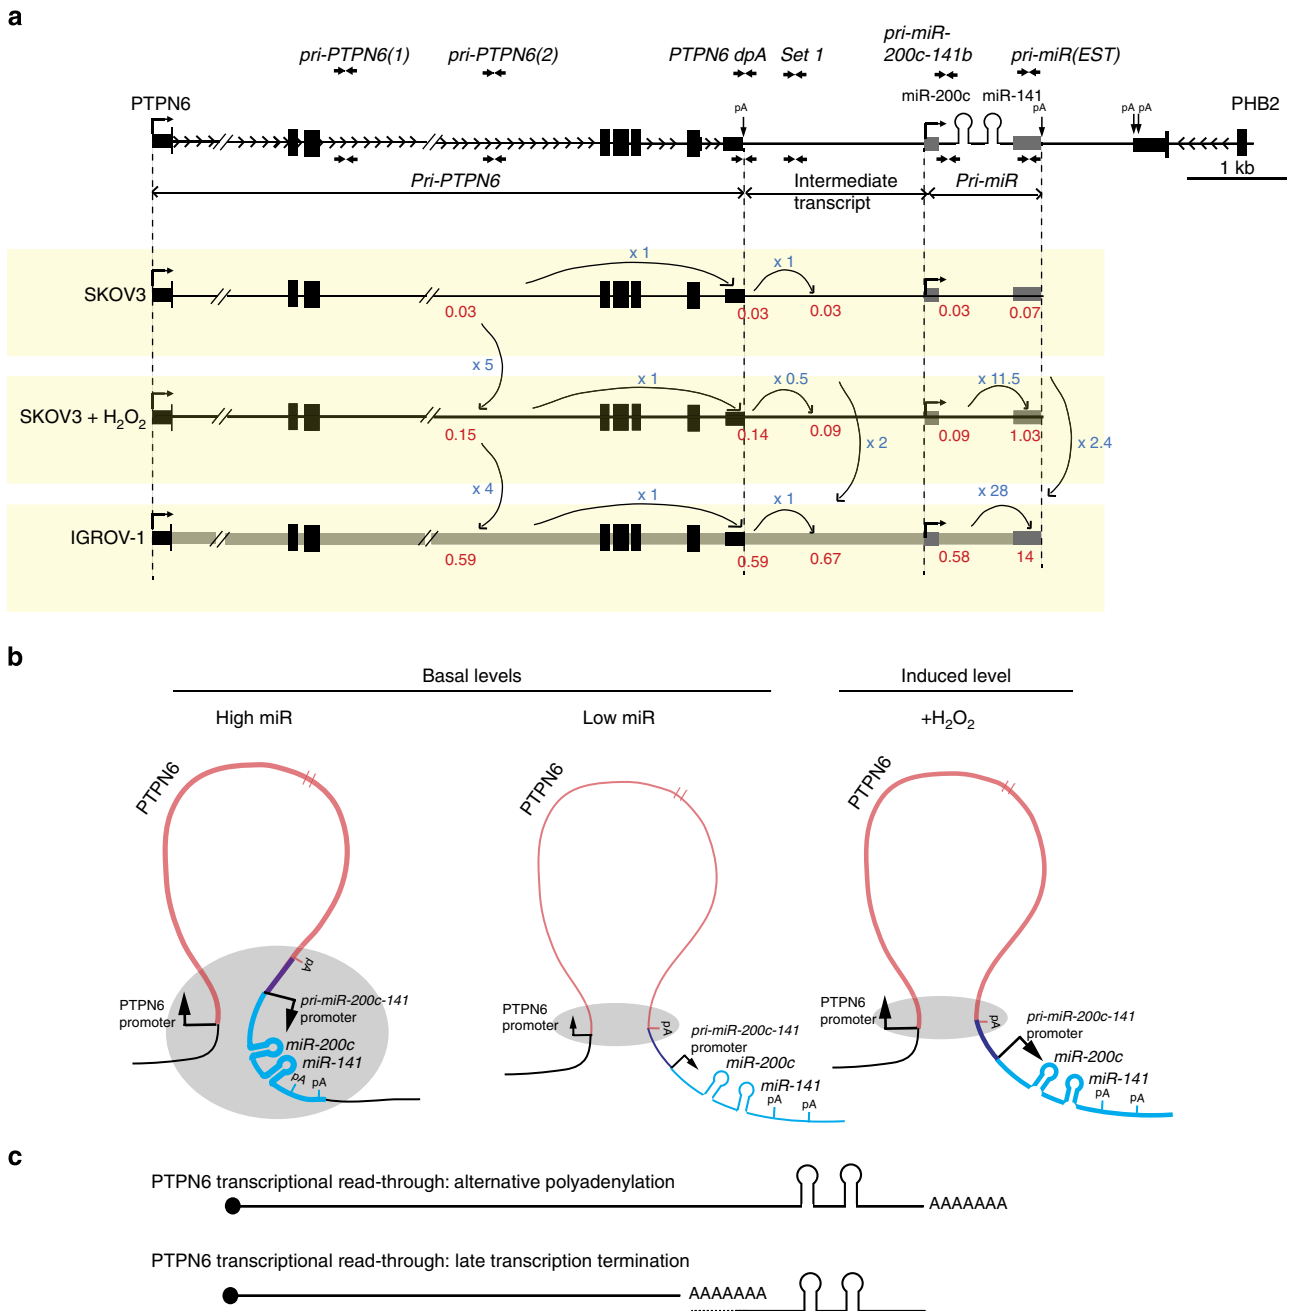 a
pri-PTPN6(1)
pri-PTPN6(2)
PTPN6 dpA
Set 1
pri-miR-
200c-141b
pri-miR(EST)
PTPN6
pA
miR-200c
miR-141
pA
pA pA
PHB2
1 kb
Pri-PTPN6
Intermediate
transcript
Pri-miR
SKOV3
x 1
x 1
0.03
0.03
0.03
0.03
0.07
x 5
SKOV3 + H2O2
x 1
x 0.5
x 11.5
0.15
0.14
0.09
0.09
1.03
x 2
x 2.4
x 4
IGROV-1
x 1
x 1
x 28
0.59
0.59
0.67
0.58
14
b
Basal levels
Induced level
High miR
Low miR
+H2O2
PTPN6
pA
PTPN6
promoter
pri-miR-200c-141
promoter
miR-200c
miR-141
pA
pA
PTPN6
PTPN6
promoter
pA
pri-miR-200c-141
promoter
miR-200c
miR-141
pA
pA
PTPN6
PTPN6
promoter
pA
pri-miR-200c-141
promoter
miR-200c
miR-141
pA
pA
c
PTPN6 transcriptional read-through: alternative polyadenylation
AAAAAAA
PTPN6 transcriptional read-through: late transcription termination
AAAAAAA